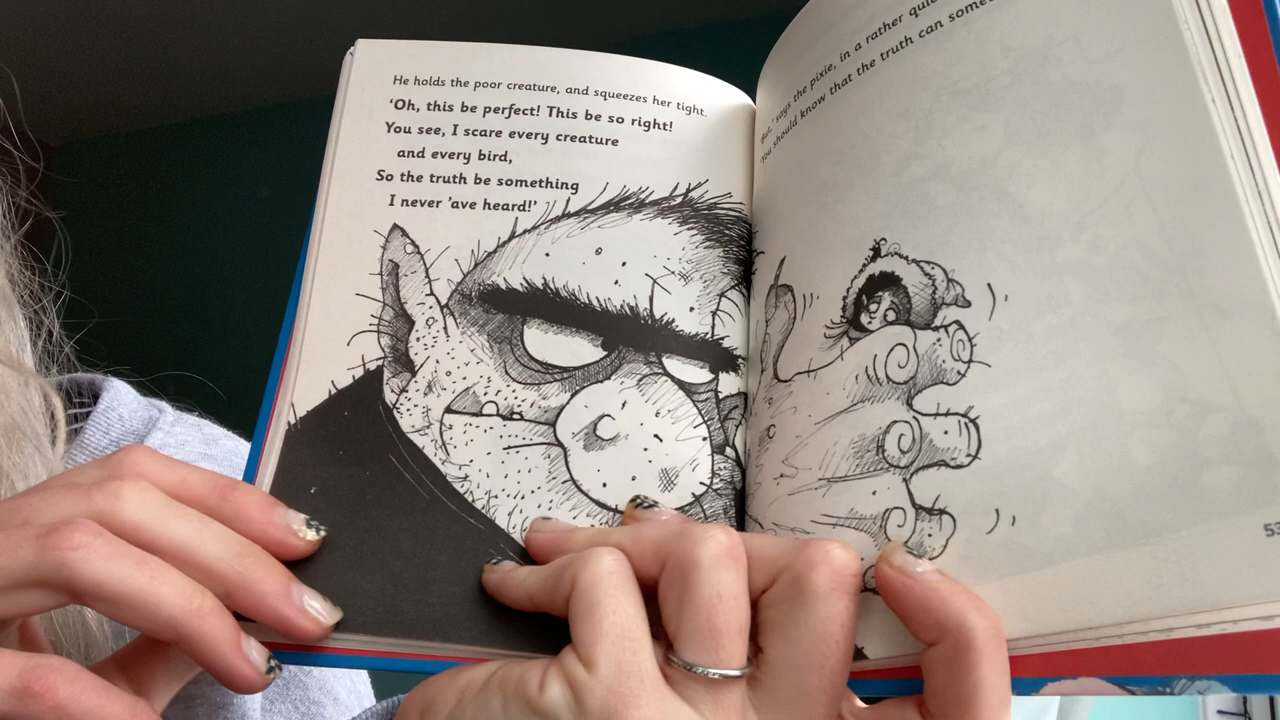 He holds the poor creature, and squeezes her tight.
‘Oh, this be perfect! This be so right!
You see, I scare every creature
and every bird,
So the truth be something
I never ’ave heard!’
But,’ says the pixie, in a rather
‘You should know that the truth can
53